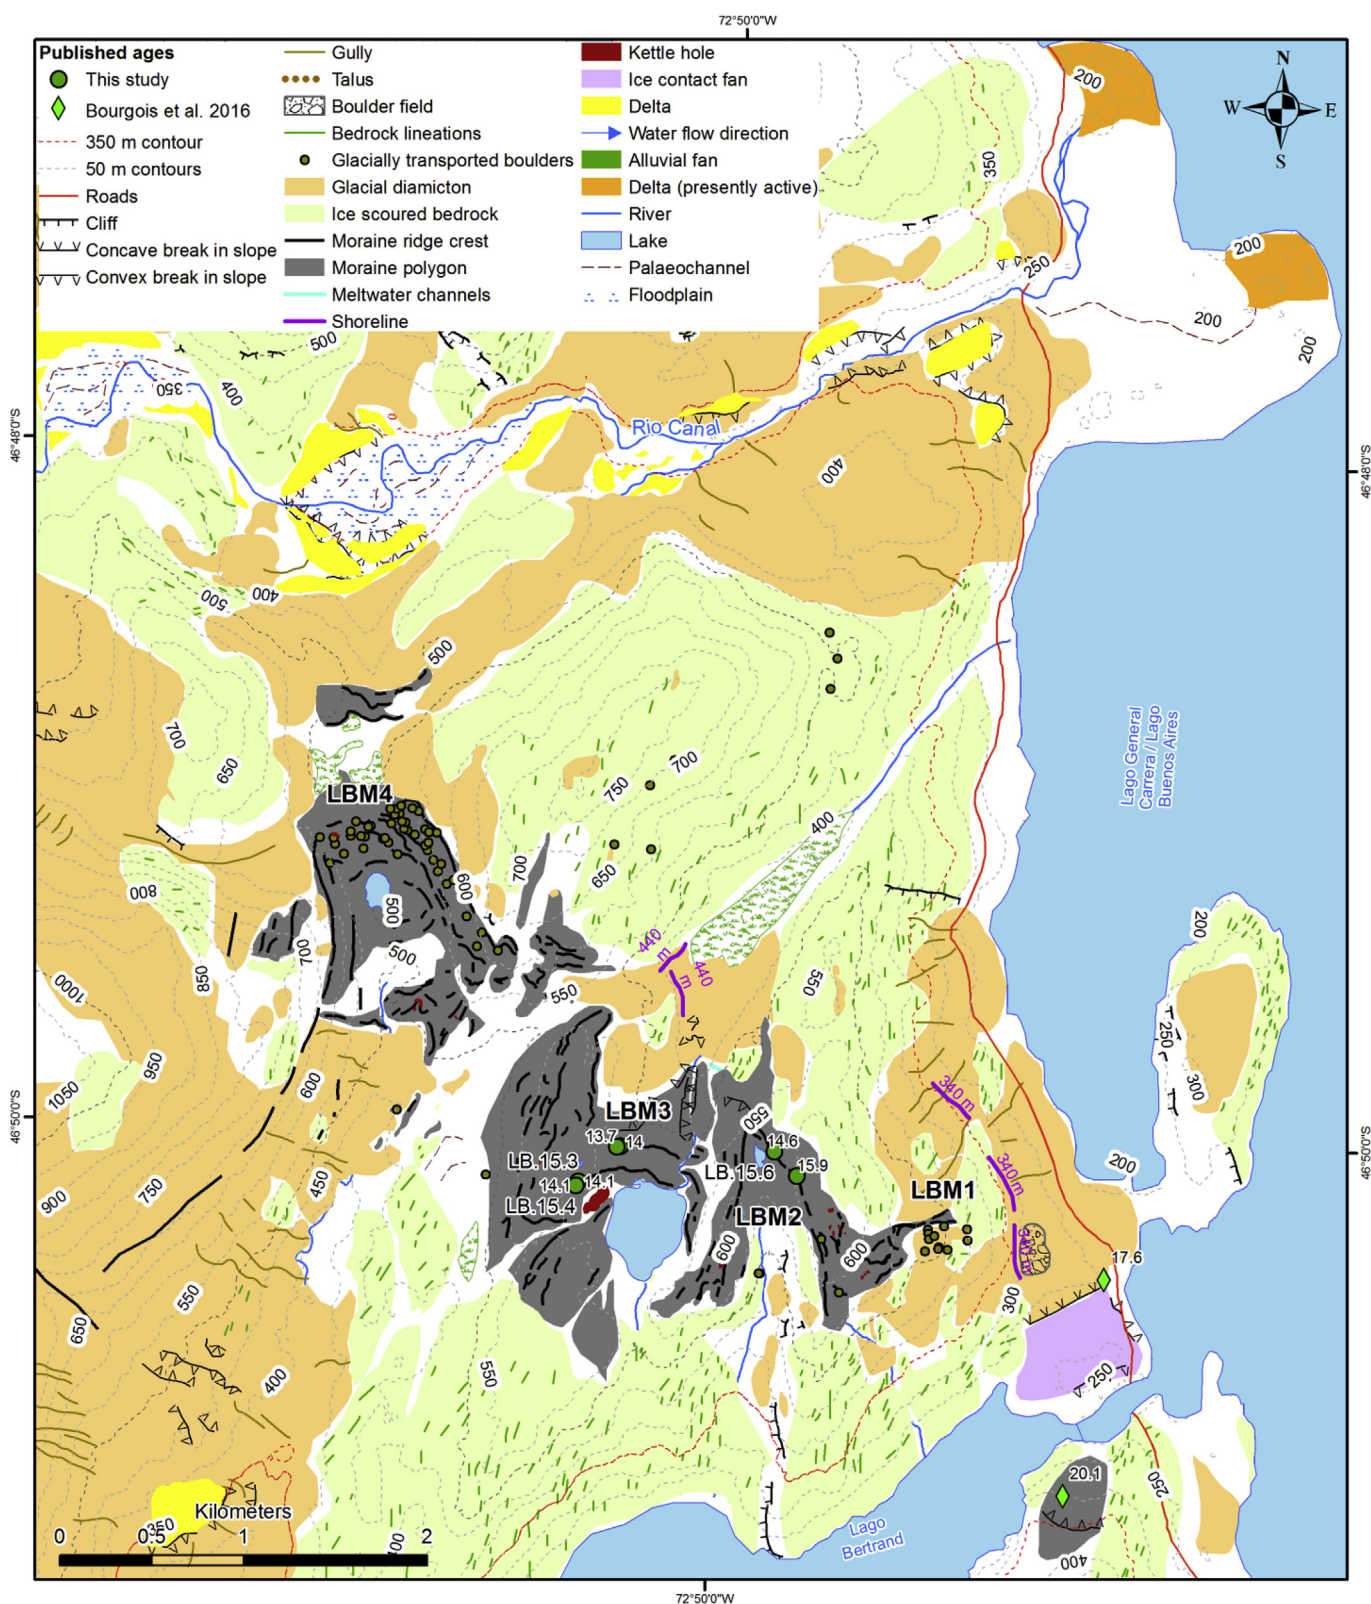 72°50'0"W
Published ages
This study
Bourgois et al. 2016
350 m contour
50 m contours
Roads
Cliff
Concave break in slope
Convex break in slope
Gully
Talus
Boulder field
Bedrock lineations
Glacially transported boulders
Glacial diamicton
Ice scoured bedrock
Moraine ridge crest
Moraine polygon
Meltwater channels
Shoreline
Kettle hole
Ice contact fan
Delta
Water flow direction
Alluvial fan
Delta (presently active)
River
Lake
Palaeochannel
Floodplain
N
W
E
S
200
350
200
250
200
200
500
350
400
46°48'0"S
Rio Canal
46°48'0"S
400
500
400
500
700
650
Lago General
Carrera / Lago
Buenos Aires
700
750
LBM4
400
800
700
650
600
500
200
440
m
440
m
700
500
850
550
550
1000
250
300
950
1050
600
340 m
46°50'0"S
LBM3
550
13.7
14
14.6
46°50'0"S
LB.15.3
LB.15.6
15.9
340 m
200
14.1
14.1
LB.15.4
450
750
900
LBM1
LBM2
600
600
340 m
17.6
550
300
650
550
400
250
20.1
250
Kilometers
0
0.5
1
2
350
400
Lago
Bertrand
400
72°50'0"W